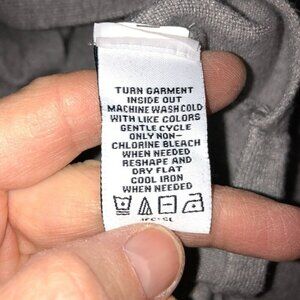 TURN GARMENT
INSIDE OUT
MACHINE WASH COLD
WITH LIKE COLORS
GENTLE CYCLE
ONLY NON-
CHLORINE BLEACH
WHEN NEEDED
RESHAPE AND
DRY FLAT
COOL IRON
WHEN NEEDED